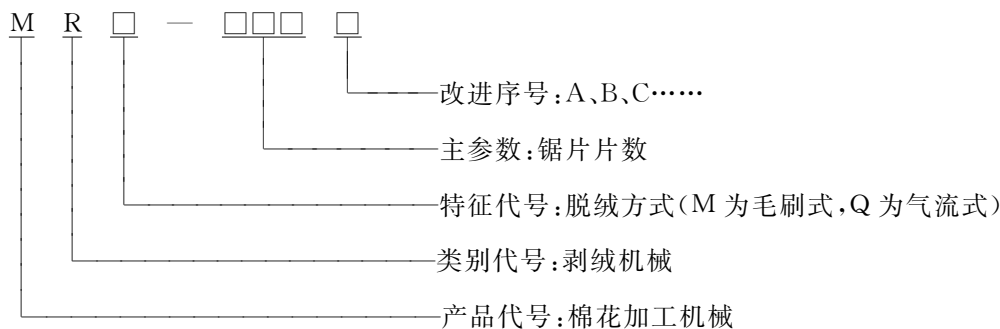 M R □ — □□□ □
改进序号:A、B、C……
主参数:锯片片数
特征代号:脱绒方式(M 为毛刷式,Q 为气流式)
类别代号:剥绒机械
产品代号:棉花加工机械